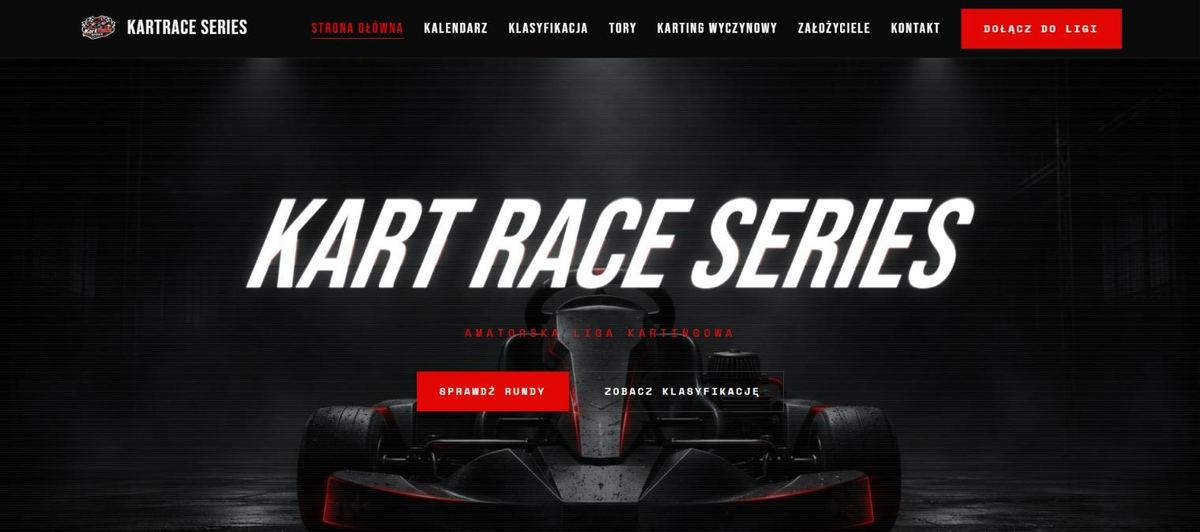 KARTRACE SERIES
STRONA GŁÓWNA KALENDARZ KLASYFIKACJA TORY KARTING WYCZYNOWY ZAŁOŻYCIELE KONTAKT DOŁĄCZ DO LIGI
KART RACE SERIES
AMATORSKA LIGA KARTINGOWA
SPRAWDŹ RUNDY ZOBACZ KLASYFIKACJĘ